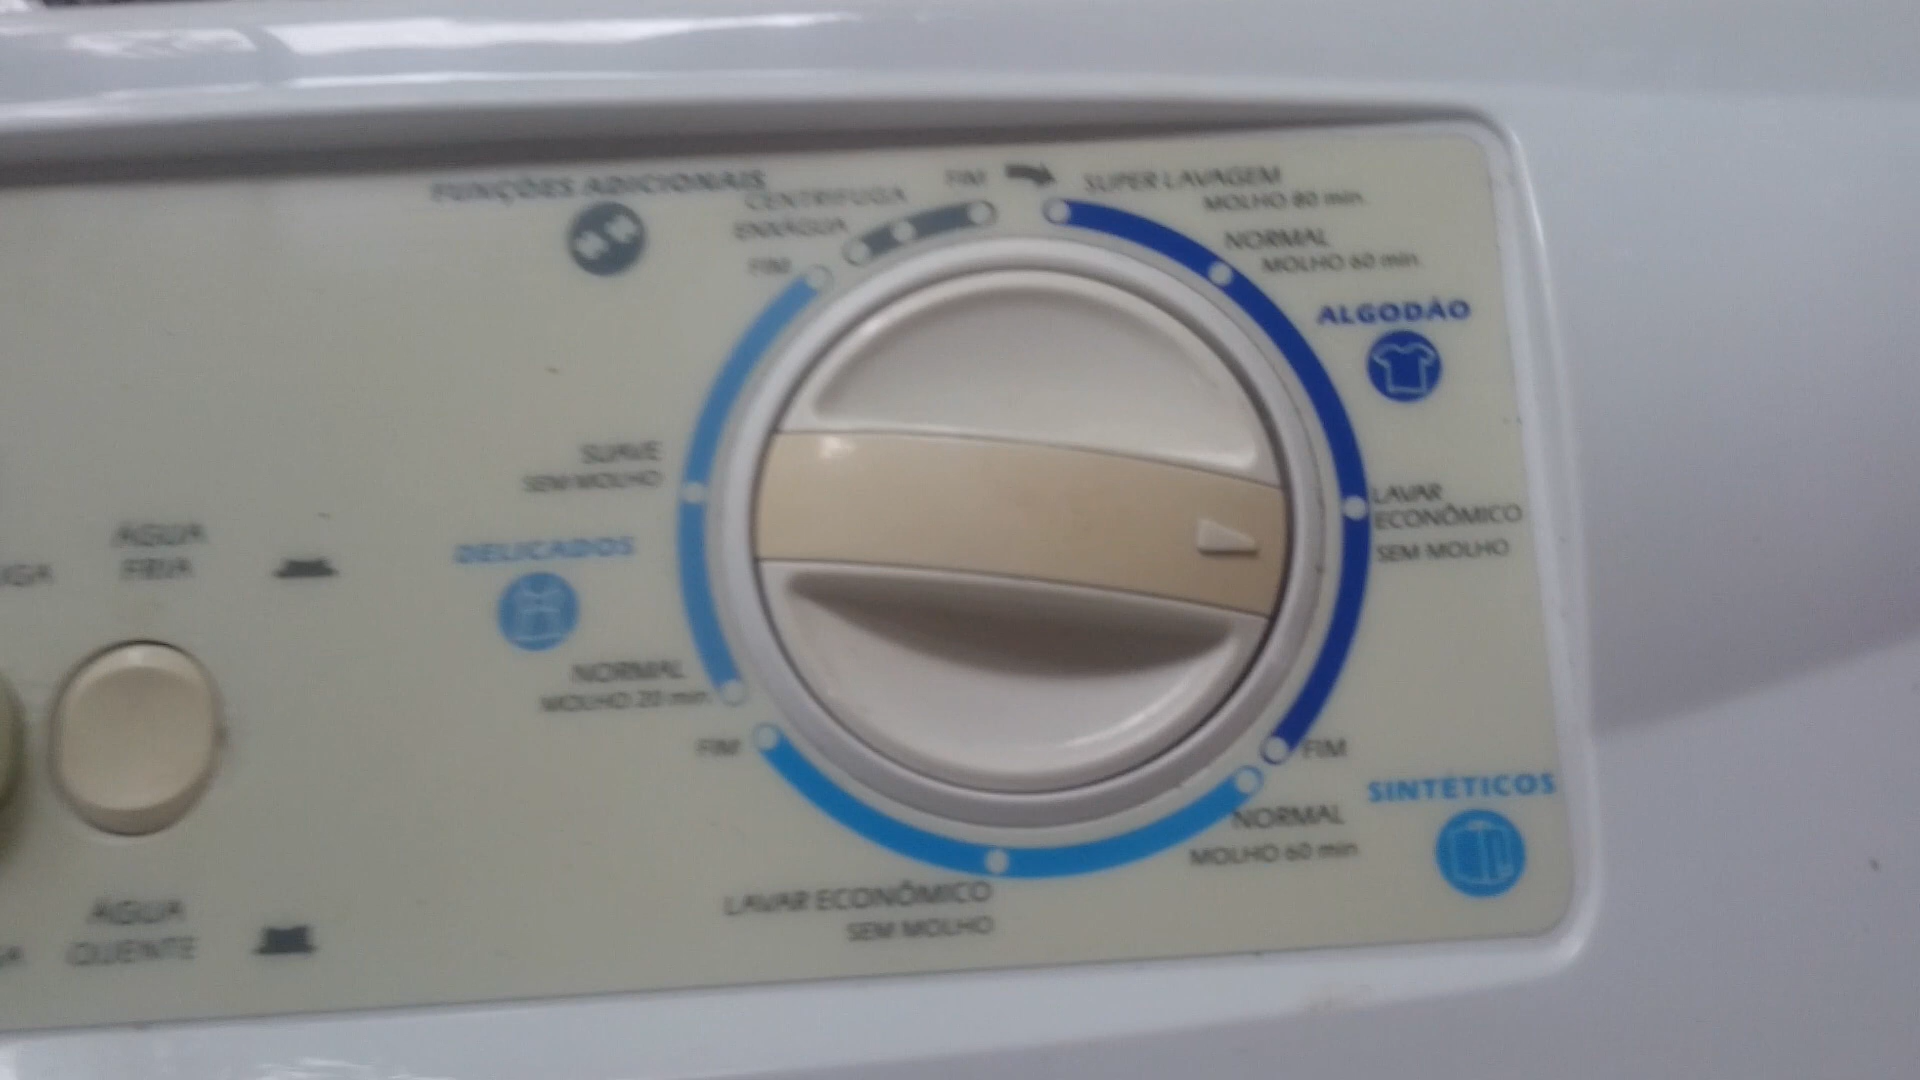 FUNÇÕES ADICIONAIS
CENTRIFUGA
ENXÁGUA
FIM
FIM
SUPER LAVAGEM
MOLHO 80 min.
NORMAL
MOLHO 60 min.
ALGODÃO
LAVAR
ECONÔMICO
SEM MOLHO
FIM
SINTÉTICOS
NORMAL
MOLHO 60 min
LAVAR ECONÔMICO
SEM MOLHO
FIM
NORMAL
MOLHO 20 min.
DELICADOS
SUAVE
SEM MOLHO
ÁGUA
FRIA
ÁGUA
QUENTE